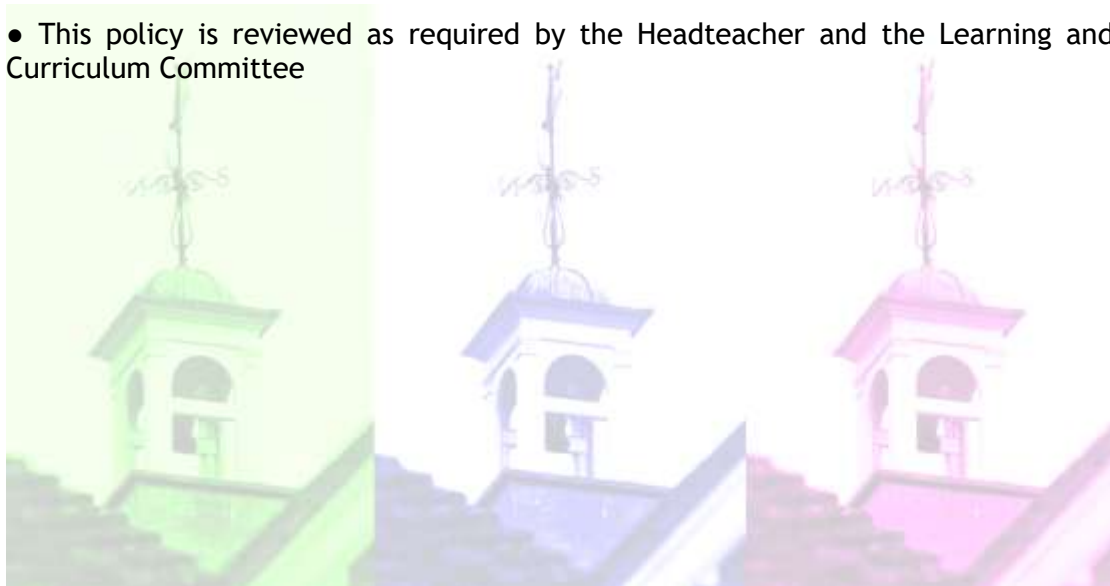 ● This policy is reviewed as required by the Headteacher and the Learning and
Curriculum Committee